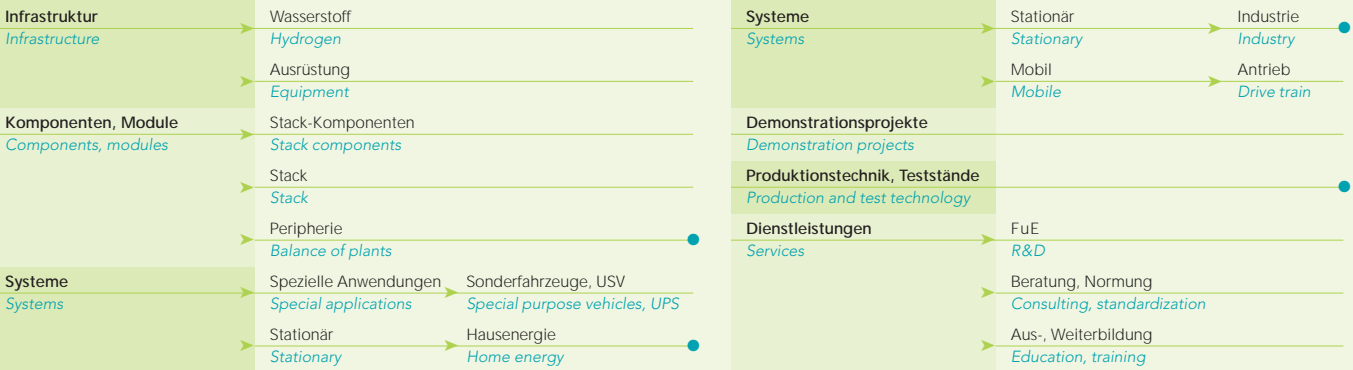 Infrastruktur
Infrastructure
Wasserstoff
Hydrogen
Ausrüstung
Equipment
Komponenten, Module
Components, modules
Stack-Komponenten
Stack components
Stack
Stack
Peripherie
Balance of plants
Systeme
Systems
Spezielle Anwendungen
Special applications
Sonderfahrzeuge, USV
Special purpose vehicles, UPS
Stationär
Stationary
Hausenergie
Home energy
Systeme
Systems
Stationär
Stationary
Industrie
Industry
Mobil
Mobile
Antrieb
Drive train
Demonstrationsprojekte
Demonstration projects
Produktionstechnik, Teststände
Production and test technology
Dienstleistungen
Services
FuE
R&D
Beratung, Normung
Consulting, standardization
Aus-, Weiterbildung
Education, training